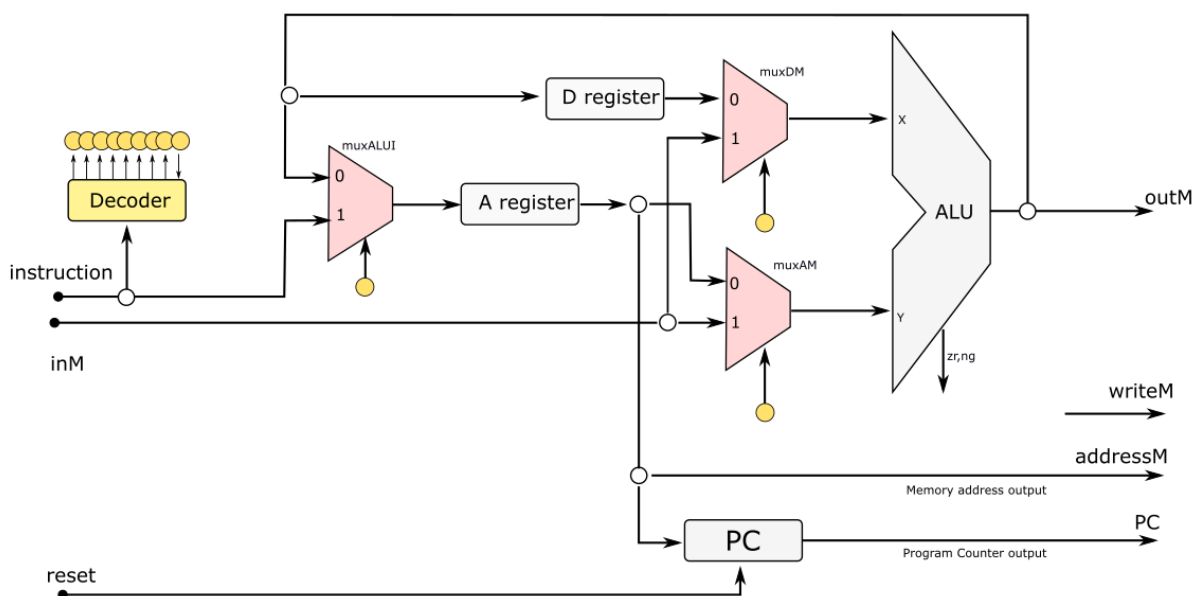 muxDM
D register
0
1
muxALUI
0
1
Decoder
A register
X
ALU
outM
instruction
muxAM
0
1
Y
inM
zr,ng
writeM
addressM
Memory address output
PC
PC
Program Counter output
reset